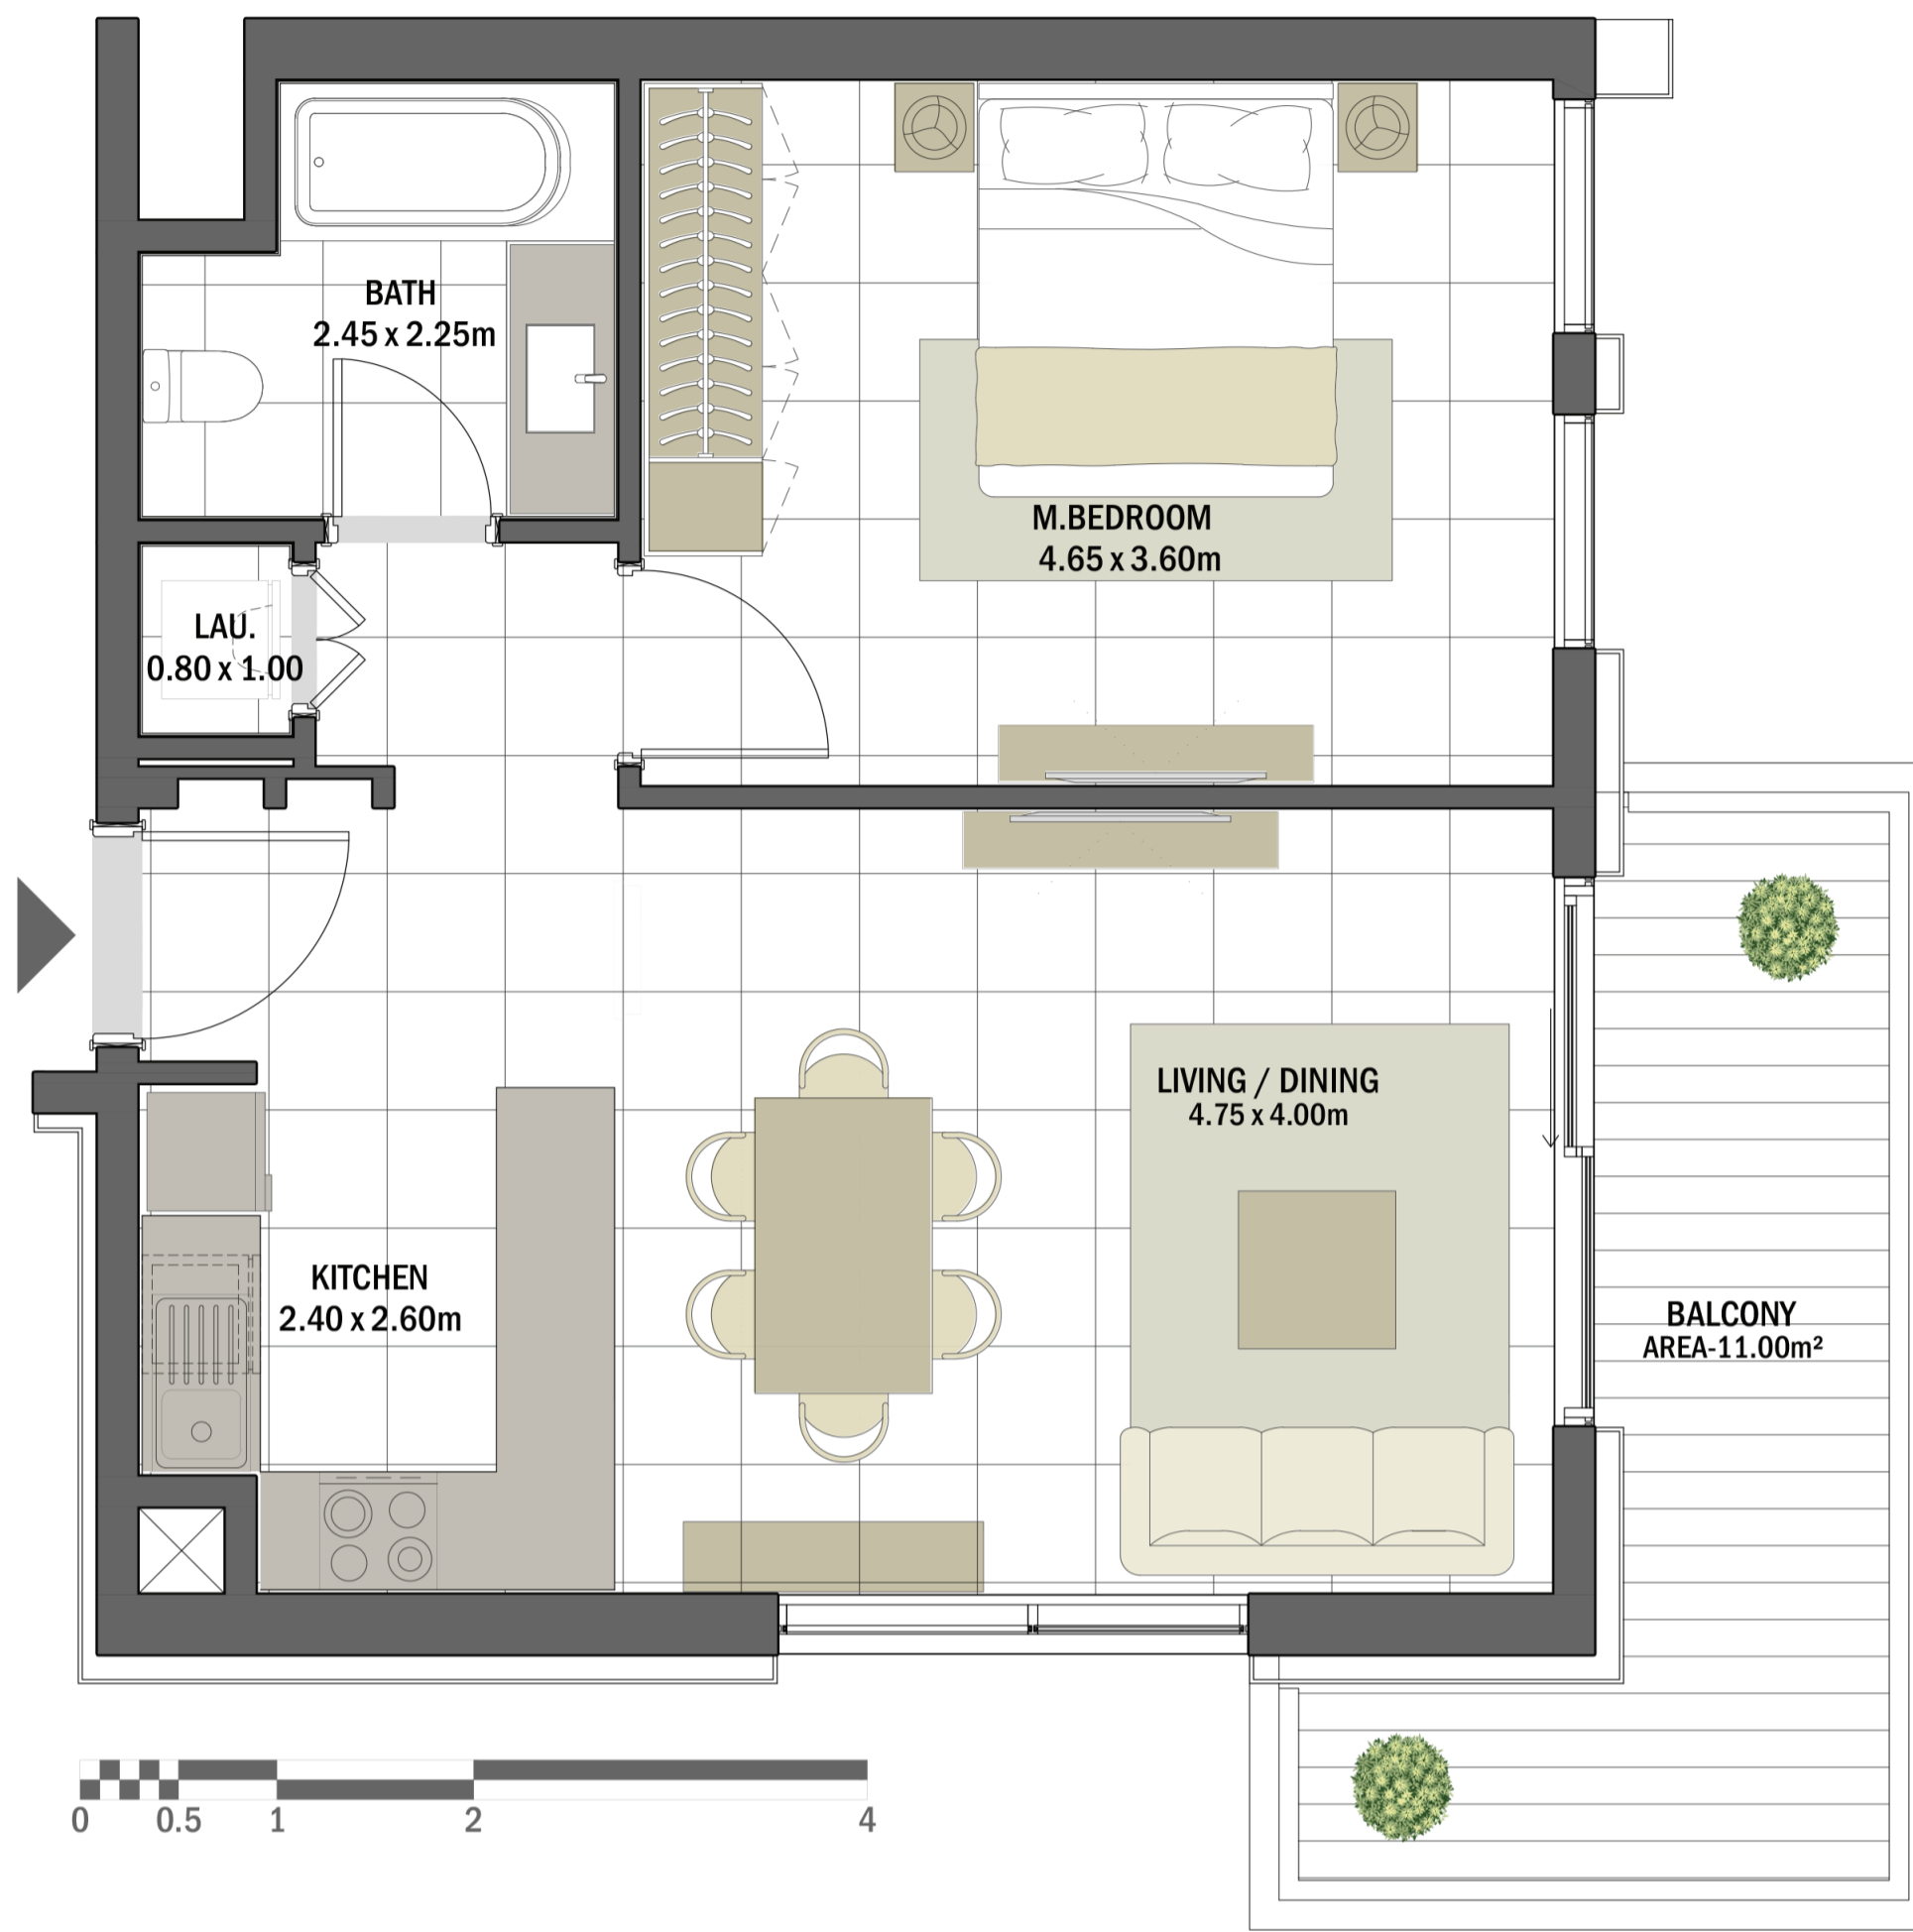 BATH
2.45 x 2.25m
M.BEDROOM
4.65 x 3.60m
LAU.
0.80 x 1.00
LIVING / DINING
4.75 x 4.00m
KITCHEN
2.40 x 2.60m
BALCONY
AREA-11.00m²
0 0.5 1 2 4